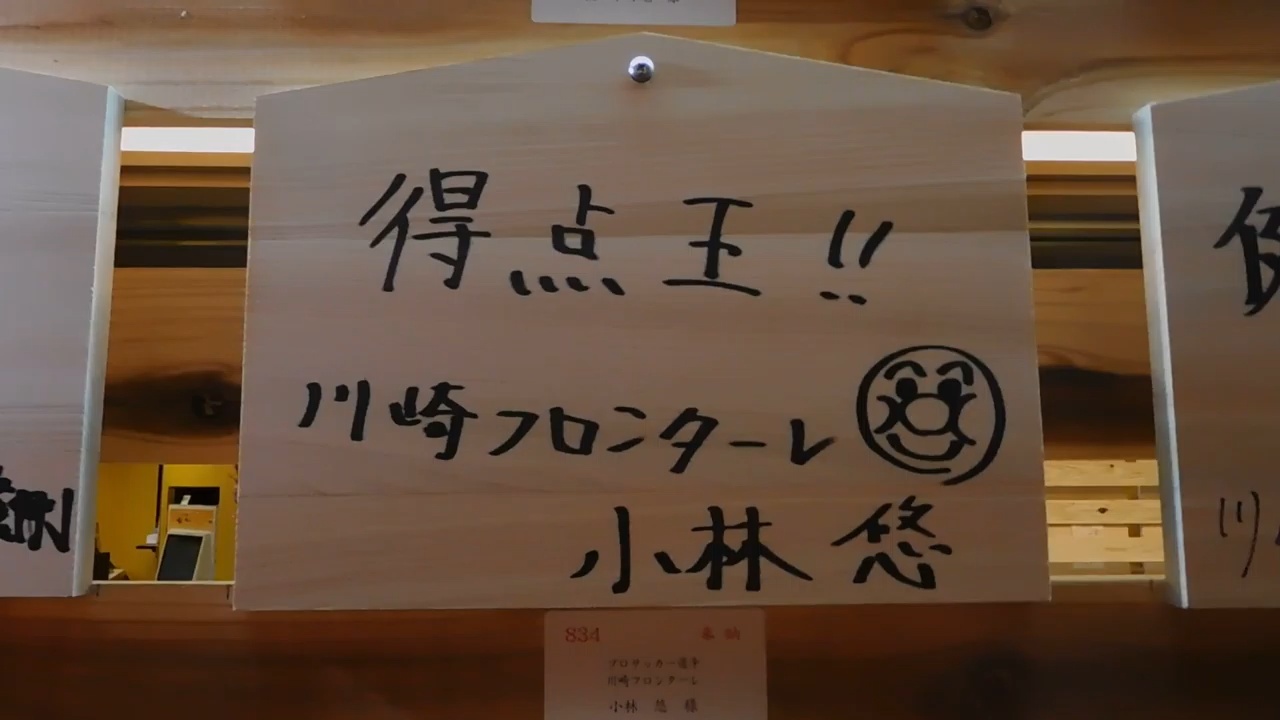 得点王!!
川崎フロンターレ
小林 悠
834 奉納
プロサッカー選手
川崎フロンターレ
小林 悠 様
川